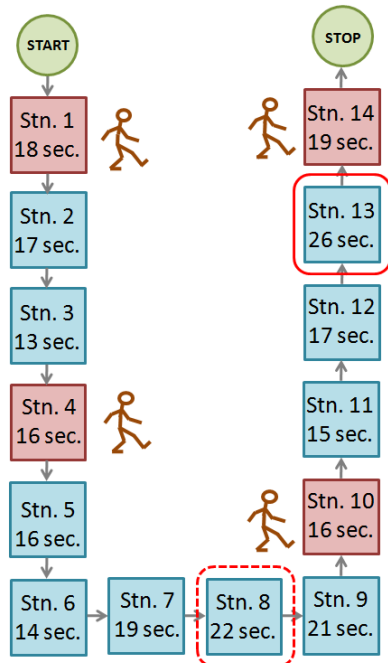 START
Stn. 1
18 sec.
Stn. 2
17 sec.
Stn. 3
13 sec.
Stn. 4
16 sec.
Stn. 5
16 sec.
Stn. 6
14 sec.
Stn. 7
19 sec.
Stn. 8
22 sec.
Stn. 9
21 sec.
Stn. 10
16 sec.
Stn. 11
15 sec.
Stn. 12
17 sec.
Stn. 13
26 sec.
Stn. 14
19 sec.
STOP